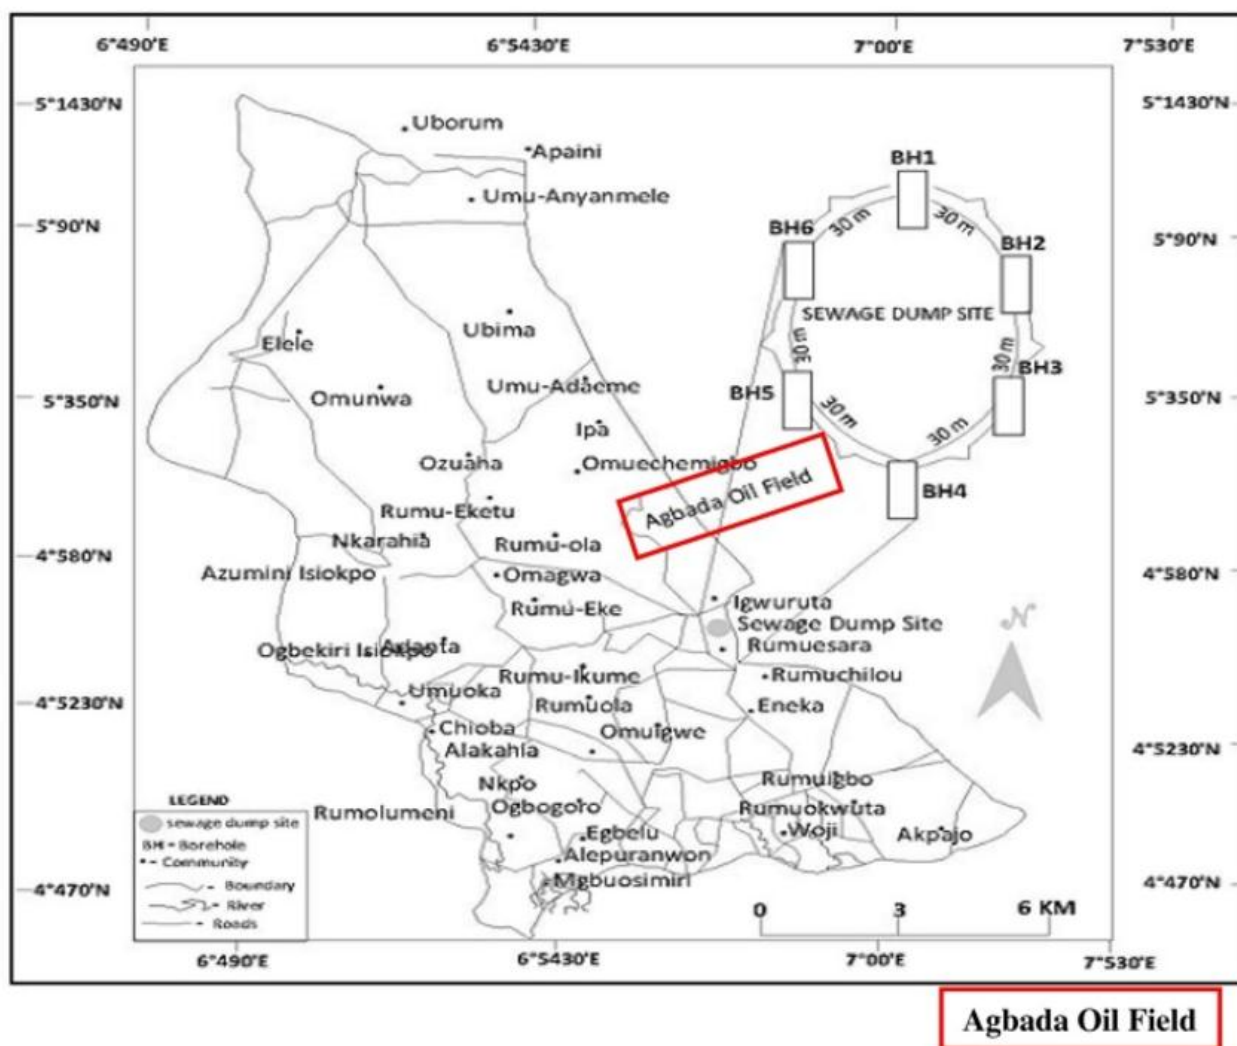 6°490'E 6°5430'E 7°00'E 7°530'E
5°1430'N 5°1430'N
Uborum
Apaini
BH1
Umu-Anyanmele
30 m 30 m
5°90'N 5°90'N
BH6 BH2
SEWAGE DUMP SITE
Ubima
Elele
30 m 30 m
BH3
Umu-Adaeme
BH5
Omunwa
5°350'N 5°350'N
30 m 30 m
Ipa
Ozuaha
Omuechemigbo
BH4
Agbada Oil Field
Rumu-Eketu
Nkarahia
Rumu-ola
4°580'N 4°580'N
Azumini Isiokpo
Omagwa
Rumu-Eke
Igwuruta
Sewage Dump Site
N
Ogbekiri Isiokpo
Adanta
Rumuesara
Rumu-Ikume
Rumuchilou
Umuoka
Rumuola
Eneka
4°5230'N 4°5230'N
Chioba
Omuigwe
Alakahia
Nkpo
Rumuigbo
Ogbogoro
Rumuokwuta
Rumolumeni
Egbelu
Woji
Akpajo
Alepuranwon
Mgbuosimiri
LEGEND
sewage dump site
BH = Borehole
• - Community
- Boundary
- River
- Roads
4°470'N 4°470'N
0 3 6 KM
6°490'E 6°5430'E 7°00'E 7°530'E
Agbada Oil Field